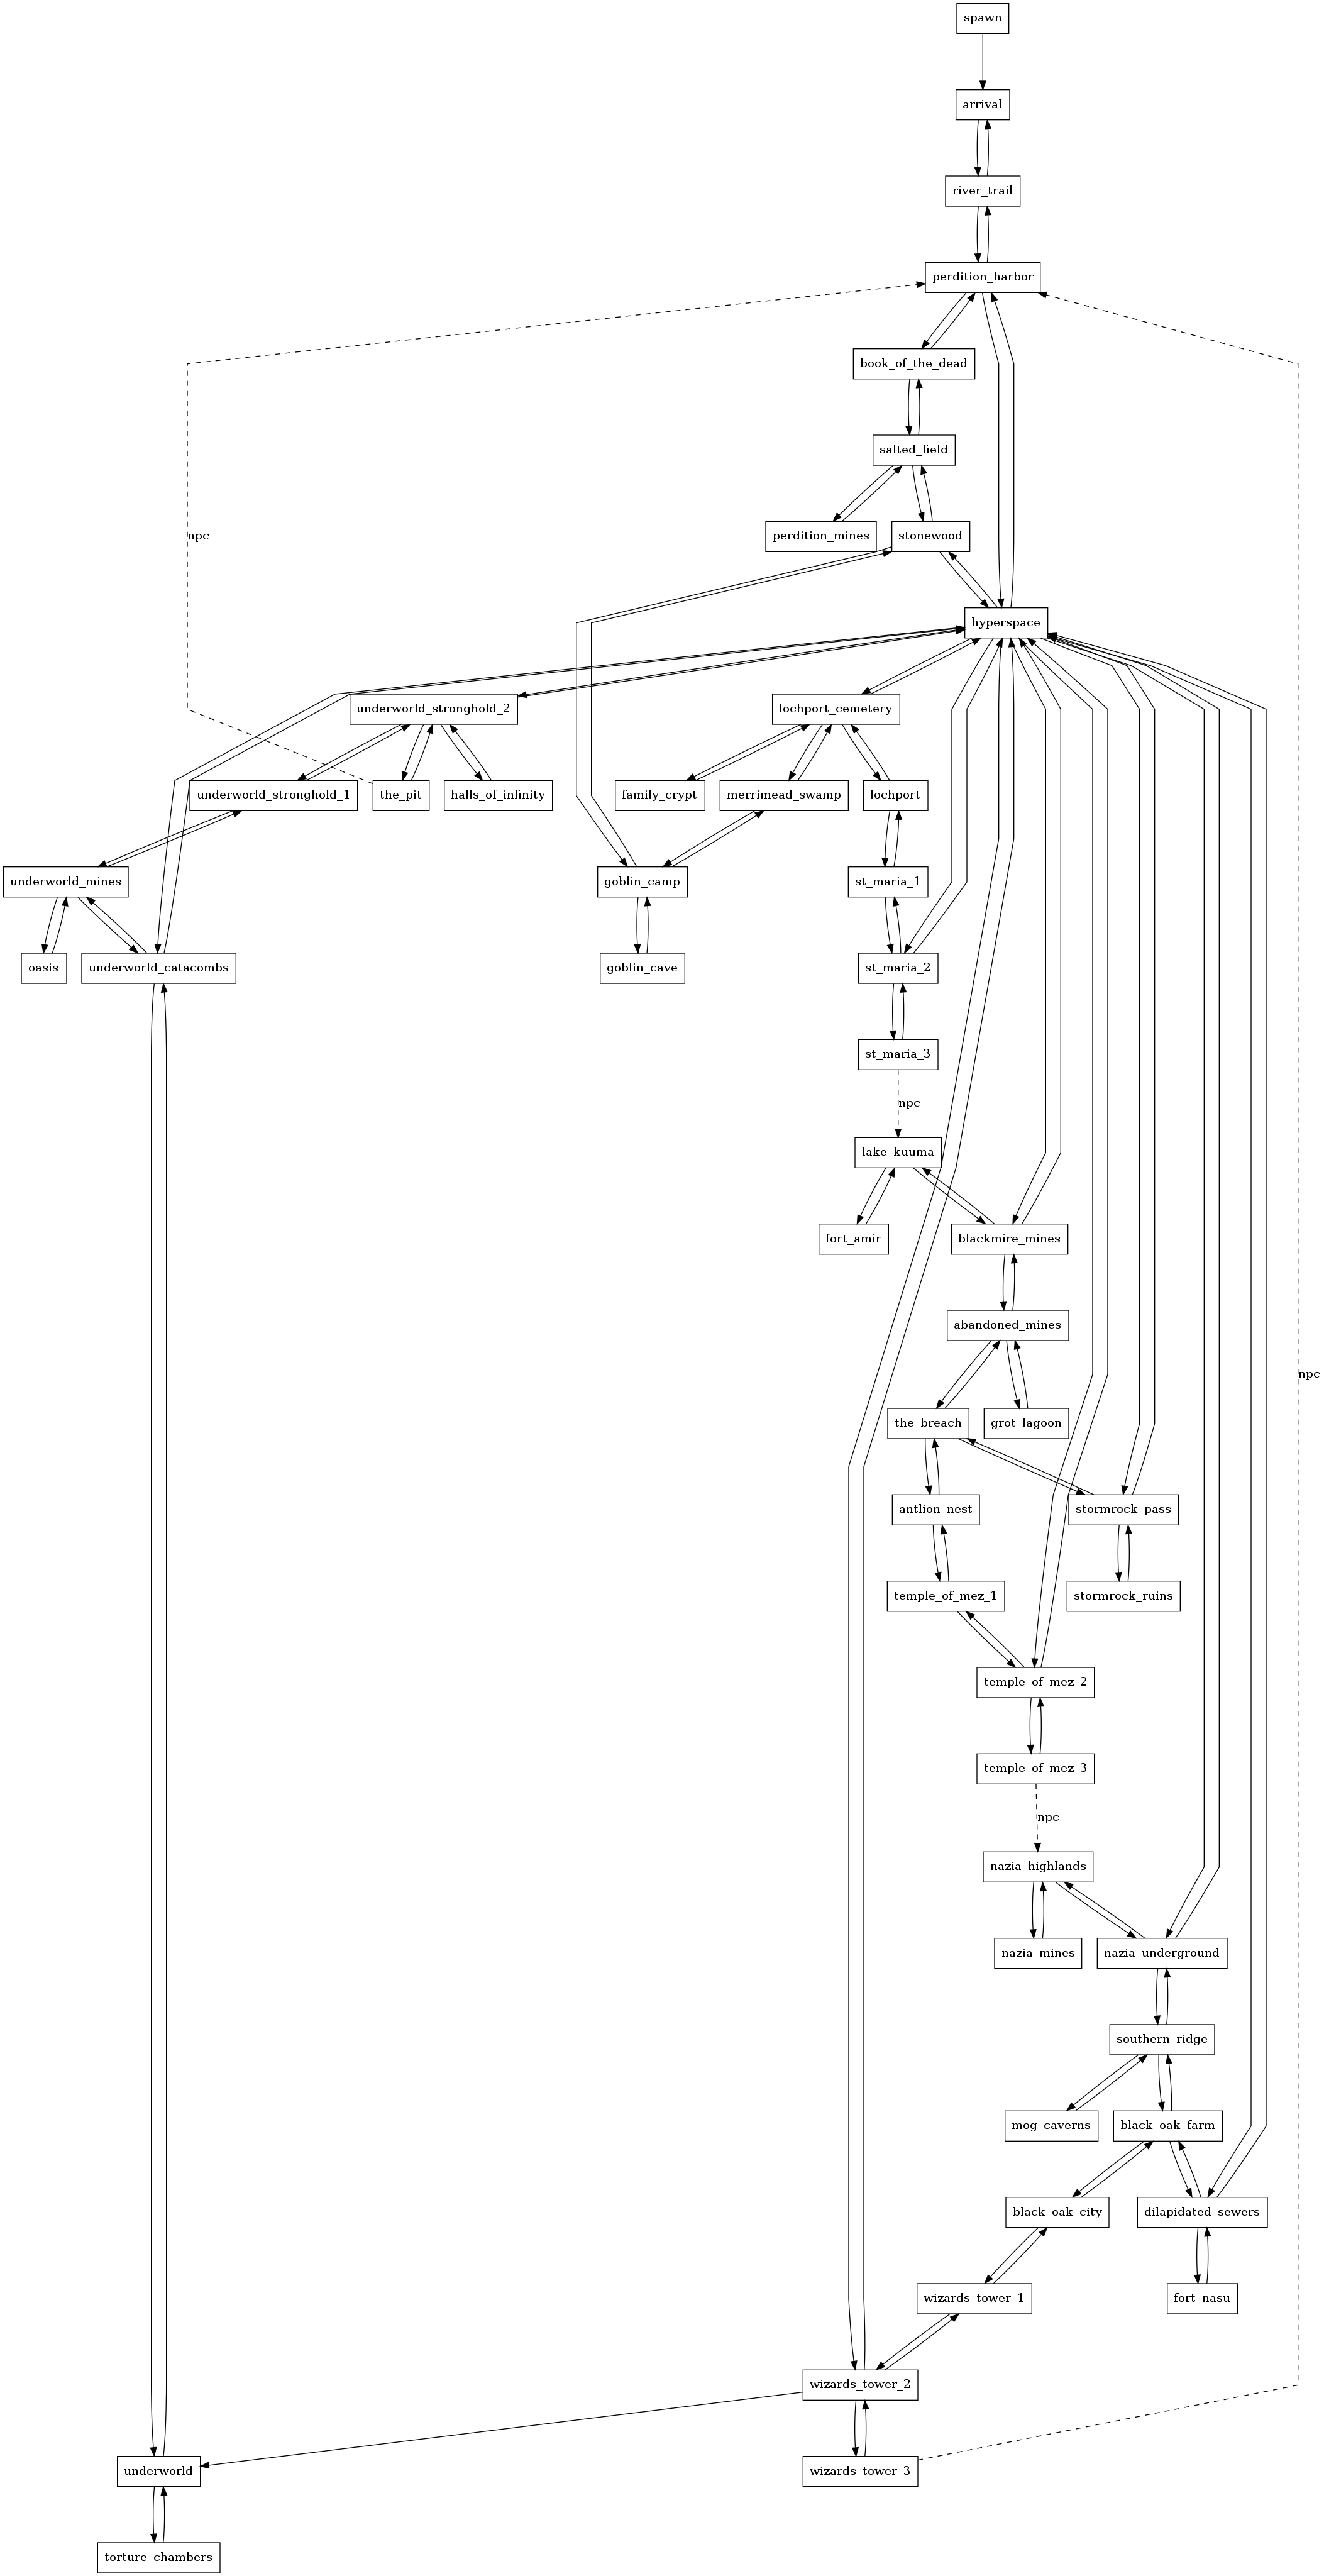 spawn
arrival
river_trail
perdition_harbor
book_of_the_dead
salted_field
npc
perdition_mines
stonewood
hyperspace
underworld_stronghold_2
lochport_cemetery
underworld_stronghold_1
the_pit
halls_of_infinity
family_crypt
merrimead_swamp
lochport
underworld_mines
goblin_camp
st_maria_1
oasis
underworld_catacombs
goblin_cave
st_maria_2
st_maria_3
npc
lake_kuuma
fort_amir
blackmire_mines
abandoned_mines
npc
the_breach
grot_lagoon
antlion_nest
stormrock_pass
temple_of_mez_1
stormrock_ruins
temple_of_mez_2
temple_of_mez_3
npc
nazia_highlands
nazia_mines
nazia_underground
southern_ridge
mog_caverns
black_oak_farm
black_oak_city
dilapidated_sewers
wizards_tower_1
fort_nasu
wizards_tower_2
underworld
wizards_tower_3
torture_chambers